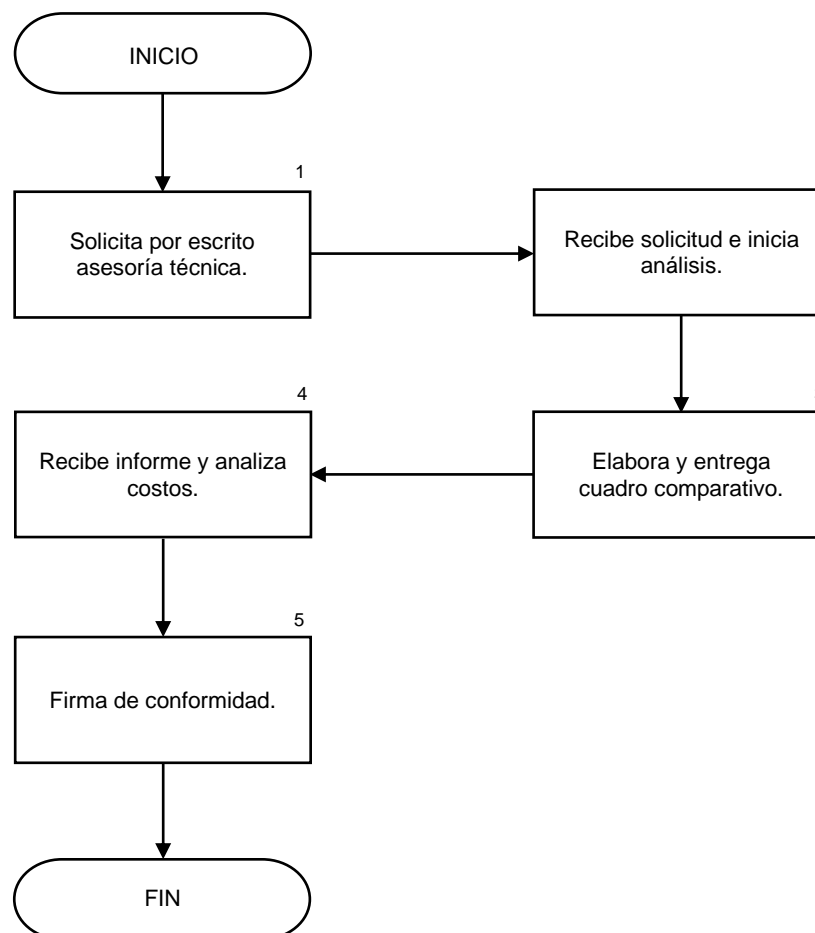 INICIO
1
Solicita por escrito
asesoría técnica.
Recibe solicitud e inicia
análisis.
Elabora y entrega
cuadro comparativo.
4
Recibe informe y analiza
costos.
5
Firma de conformidad.
FIN